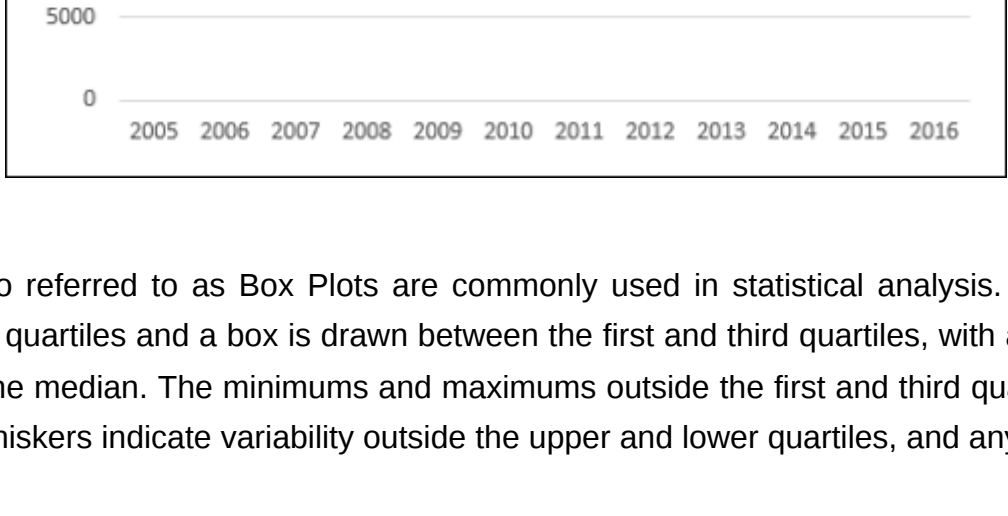 5000
0
2005 2006 2007 2008 2009 2010 2011 2012 2013 2014 2015 2016
referred to as Box Plots are commonly used in statistical analysis.
quartiles and a box is drawn between the first and third quartiles, with
median. The minimums and maximums outside the first and third
indicate variability outside the upper and lower quartiles, and